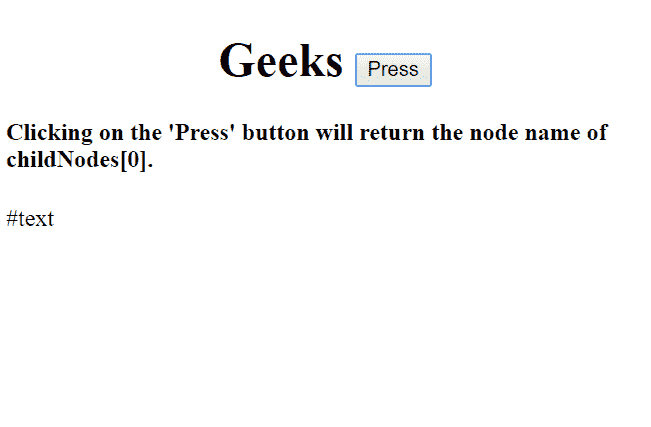 Geeks Press
Clicking on the 'Press' button will return the node name of
childNodes[0].
#text